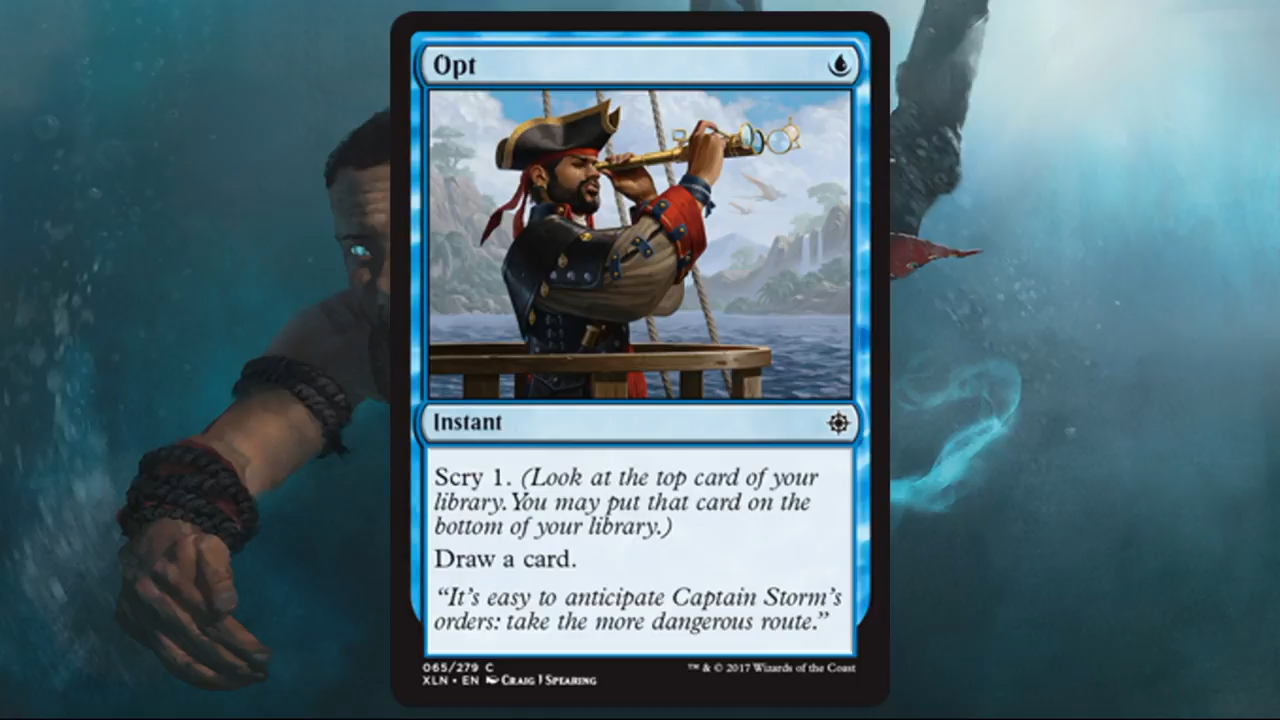 Opt
Instant
Scry 1. (Look at the top card of your
library. You may put that card on the
bottom of your library.)
Draw a card.
“It’s easy to anticipate Captain Storm’s
orders: take the more dangerous route.”
065/279 C
™ & © 2017 Wizards of the Coast
XLN • EN Craig J Spearing